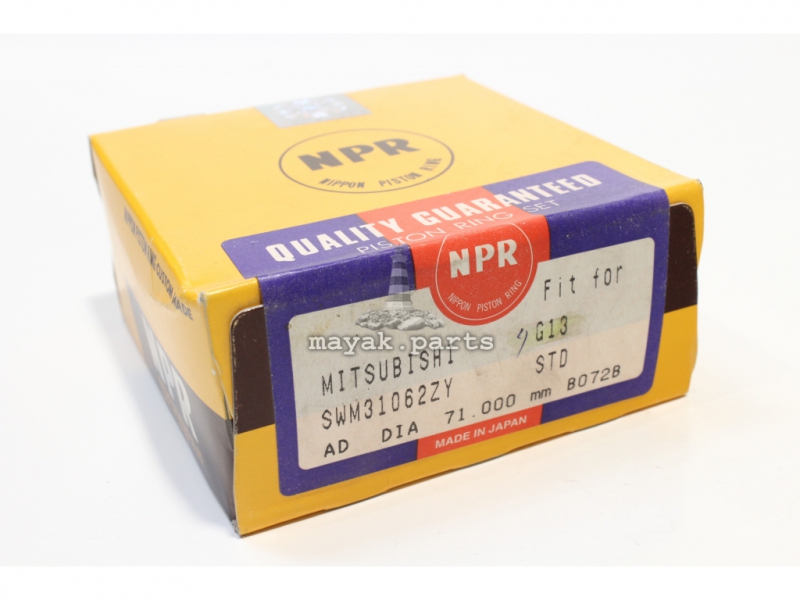 NPR
NIPPON PISTON RING
QUALITY GUARANTEED
PISTON RING SET
NPR
NIPPON PISTON RING
Fit for
MITSUBISHI
G13
SWM31062ZY
STD
AD DIA 71.000 mm B072B
MADE IN JAPAN
NPR
mayak.parts